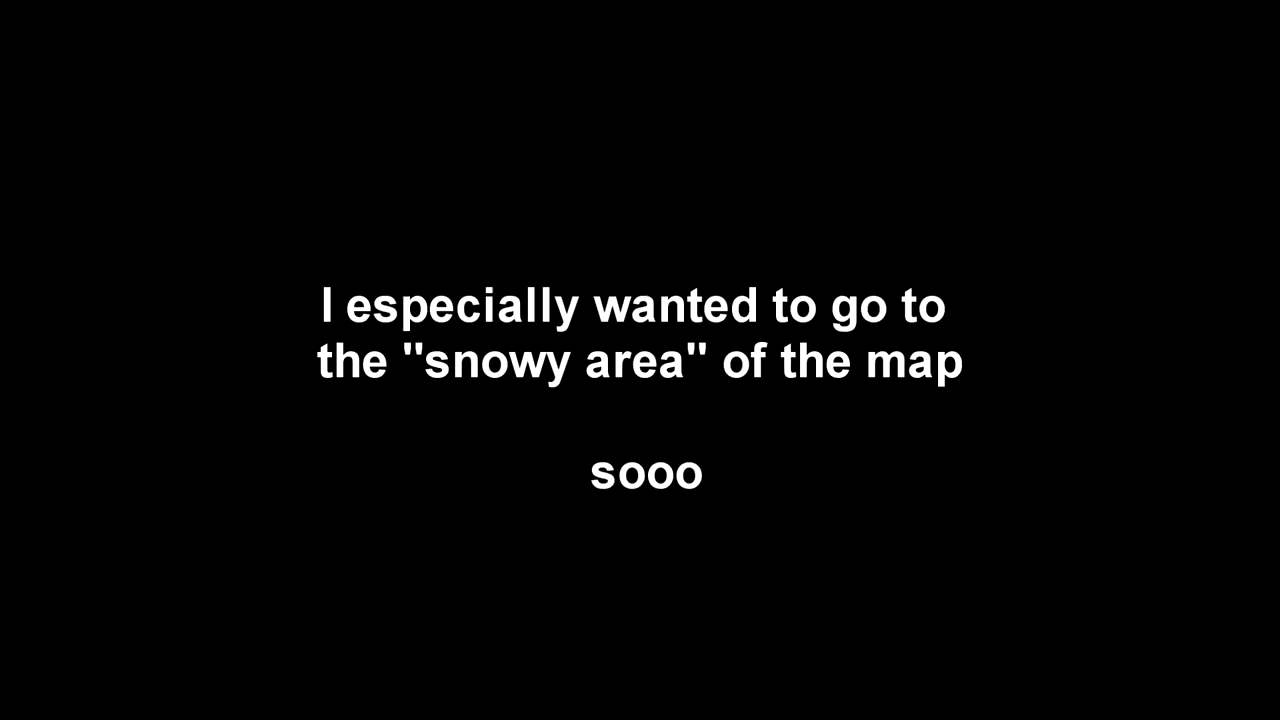 I especially wanted to go to
the "snowy area" of the map
sooo